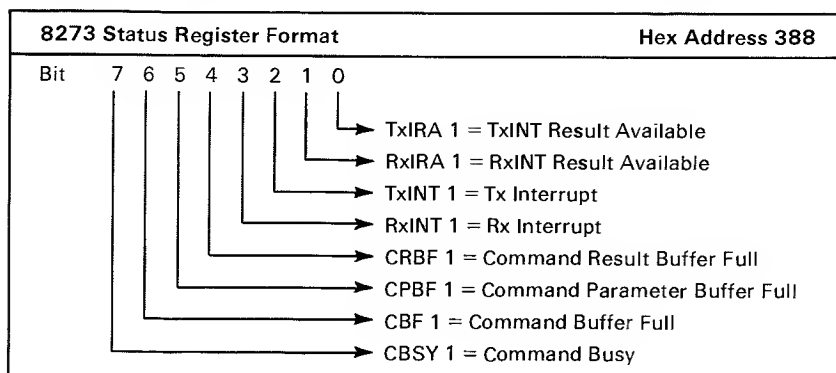 8273 Status Register Format Hex Address 388
Bit 7 6 5 4 3 2 1 0
TxIRA 1 = TxINT Result Available
RxIRA 1 = RxINT Result Available
TxINT 1 = Tx Interrupt
RxINT 1 = Rx Interrupt
CRBF 1 = Command Result Buffer Full
CPBF 1 = Command Parameter Buffer Full
CBF 1 = Command Buffer Full
CBSY 1 = Command Busy